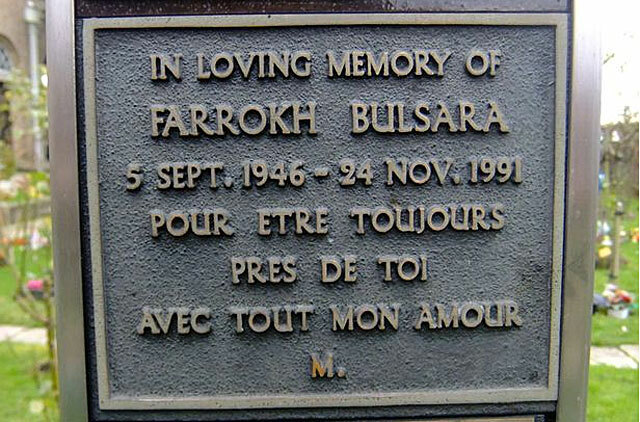 IN LOVING MEMORY OF
FARROKH BULSARA
5 SEPT. 1946 - 24 NOV. 1991
POUR ETRE TOUJOURS
PRES DE TOI
AVEC TOUT MON AMOUR
M.